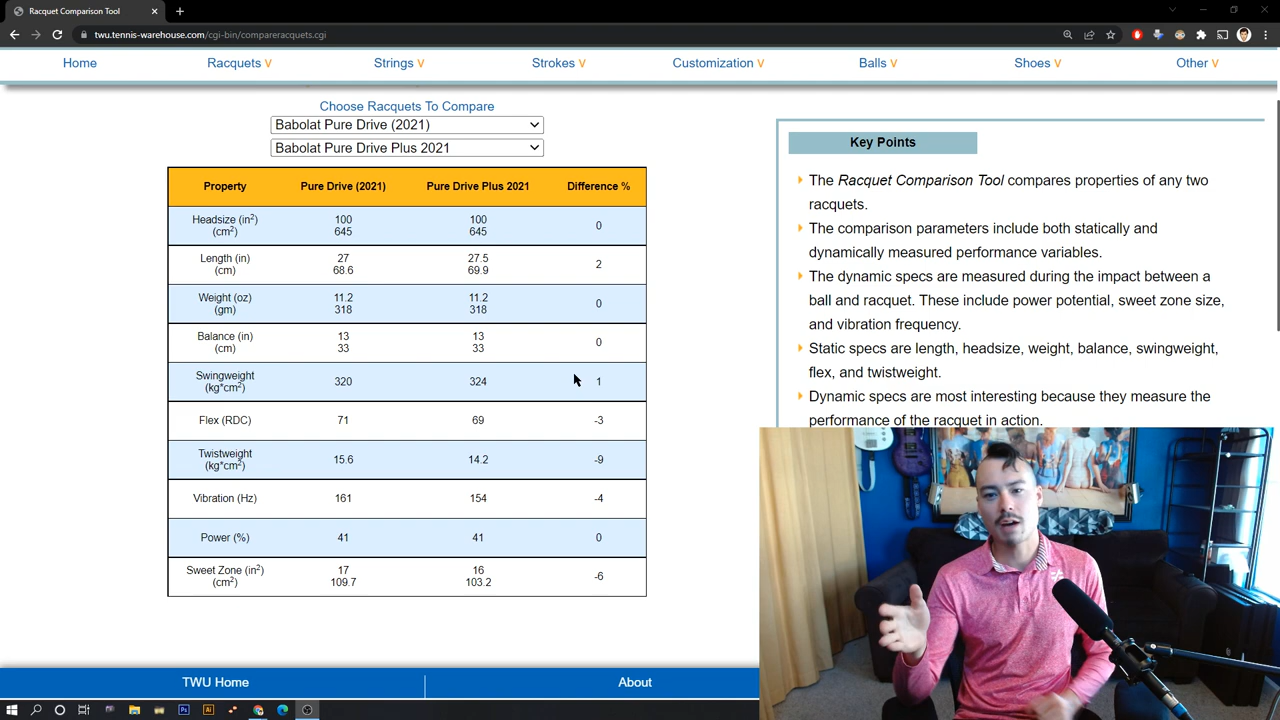 Racquet Comparison Tool
twu.tennis-warehouse.com/cgi-bin/compareracquets.cgi
Home Racquets V Strings V Strokes V Customization V Balls V Shoes V Other V
Choose Racquets To Compare
Babolat Pure Drive (2021)
Babolat Pure Drive Plus 2021
Property Pure Drive (2021) Pure Drive Plus 2021 Difference %
Headsize (in²) 100 100 0
(cm²) 645 645
Length (in) 27 27.5 2
(cm) 68.6 69.9
Weight (oz) 11.2 11.2 0
(gm) 318 318
Balance (in) 13 13 0
(cm) 33 33
Swingweight 320 324 1
(kg*cm²)
Flex (RDC) 71 69 -3
Twistweight 15.6 14.2 -9
(kg*cm²)
Vibration (Hz) 161 154 -4
Power (%) 41 41 0
Sweet Zone (in²) 17 16 -6
(cm²) 109.7 103.2
Key Points
The Racquet Comparison Tool compares properties of any two
racquets.
The comparison parameters include both statically and
dynamically measured performance variables.
The dynamic specs are measured during the impact between a
ball and racquet. These include power potential, sweet zone size,
and vibration frequency.
Static specs are length, headsize, weight, balance, swingweight,
flex, and twistweight.
Dynamic specs are most interesting because they measure the
performance of the racquet in action.
TWU Home About
Ps Ai